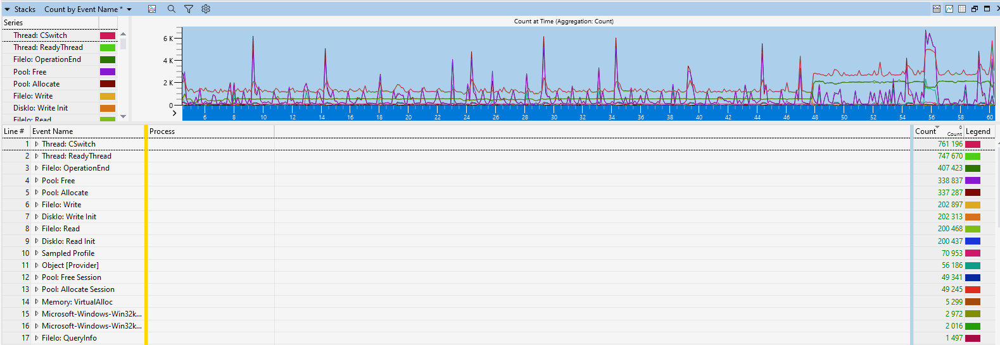 Stacks Count by Event Name *
Series
Thread: CSwitch
Thread: ReadyThread
FileIo: OperationEnd
Pool: Free
Pool: Allocate
FileIo: Write
DiskIo: Write Init
FileIo: Read
Count at Time (Aggregation: Count)
6 K
4 K
2 K
0
6 8 10 12 14 16 18 20 22 24 26 28 30 32 34 36 38 40 42 44 46 48 50 52 54 56 58 60
Line # Event Name Process Count 0 Count Legend
1 Thread: CSwitch 761 196
2 Thread: ReadyThread 747 670
3 FileIo: OperationEnd 407 423
4 Pool: Free 338 837
5 Pool: Allocate 337 287
6 FileIo: Write 202 897
7 DiskIo: Write Init 202 313
8 FileIo: Read 200 468
9 DiskIo: Read Init 200 437
10 Sampled Profile 70 953
11 Object [Provider] 56 186
12 Pool: Free Session 49 341
13 Pool: Allocate Session 49 245
14 Memory: VirtualAlloc 5 299
15 Microsoft-Windows-Win32k... 2 972
16 Microsoft-Windows-Win32k... 2 016
17 FileIo: QueryInfo 1 497